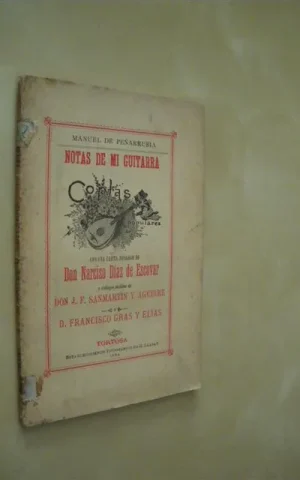 MANUEL DE PEÑARRUBIA
NOTAS DE MI GUITARRA
Coplas
populares
CON UNA CARTA PRÓLOGO DE
Don Narciso Díaz de Escovar
DON J. F. SANMARTÍN Y AGUIRRE
D. FRANCISCO GRAS Y ELÍAS
TORTOSA